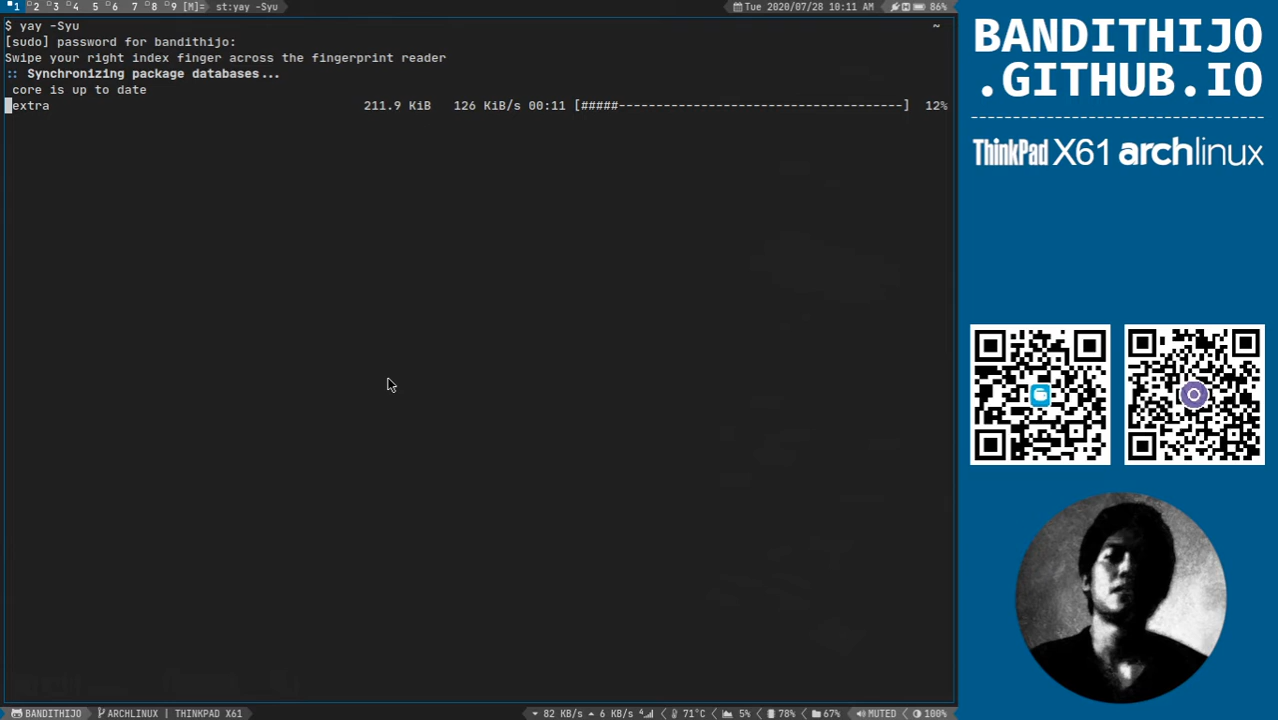 1 2 3 4 5 6 7 8 9 [M]= st:yay -Syu Tue 2020/07/28 10:11 AM 86%
$ yay -Syu ~
[sudo] password for bandithijo:
Swipe your right index finger across the fingerprint reader
:: Synchronizing package databases...
core is up to date
extra 211.9 KiB 126 KiB/s 00:11 [#####--------------------------------------] 12%
BANDITHIJO ARCHLINUX | THINKPAD X61 82 KB/s 6 KB/s 4 71°C 5% 78% 67% MUTED 100%
BANDITHIJO
.GITHUB.IO
ThinkPad X61 archlinux